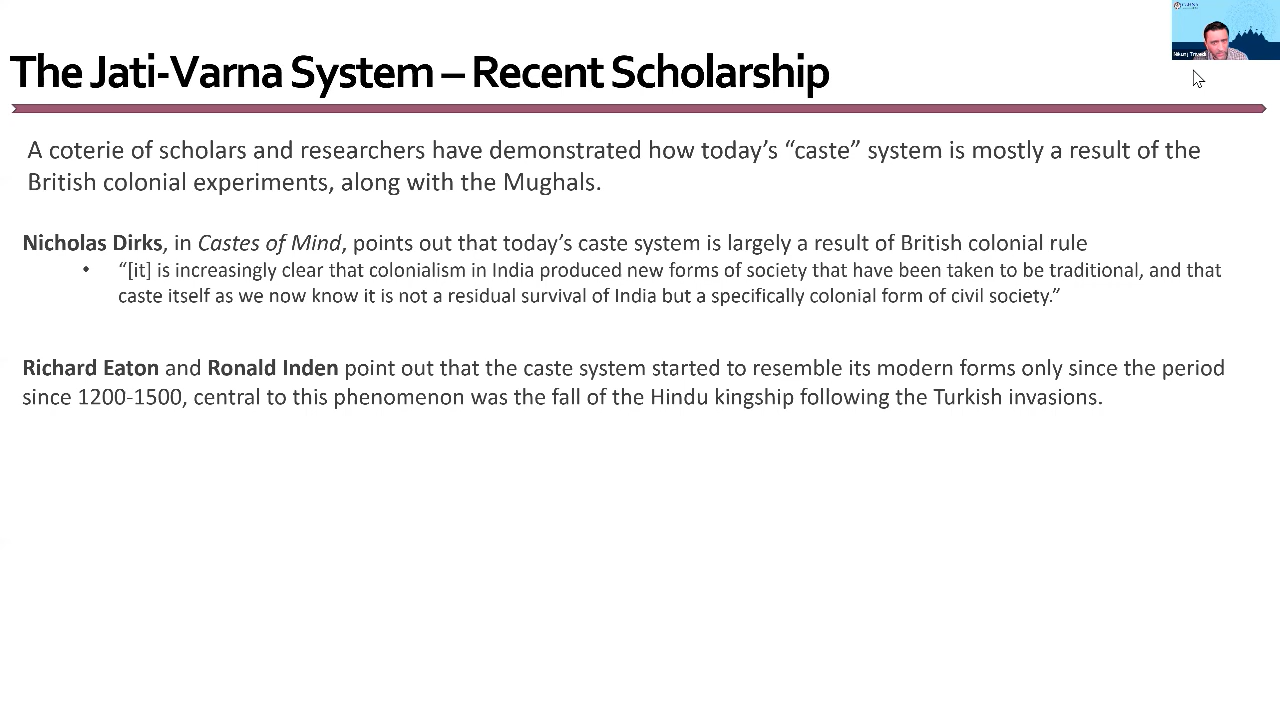 The Jati-Varna System – Recent Scholarship
A coterie of scholars and researchers have demonstrated how today’s “caste” system is mostly a result of the
British colonial experiments, along with the Mughals.
Nicholas Dirks, in Castes of Mind, points out that today’s caste system is largely a result of British colonial rule
• “[it] is increasingly clear that colonialism in India produced new forms of society that have been taken to be traditional, and that
caste itself as we now know it is not a residual survival of India but a specifically colonial form of civil society.”
Richard Eaton and Ronald Inden point out that the caste system started to resemble its modern forms only since the period
since 1200-1500, central to this phenomenon was the fall of the Hindu kingship following the Turkish invasions.